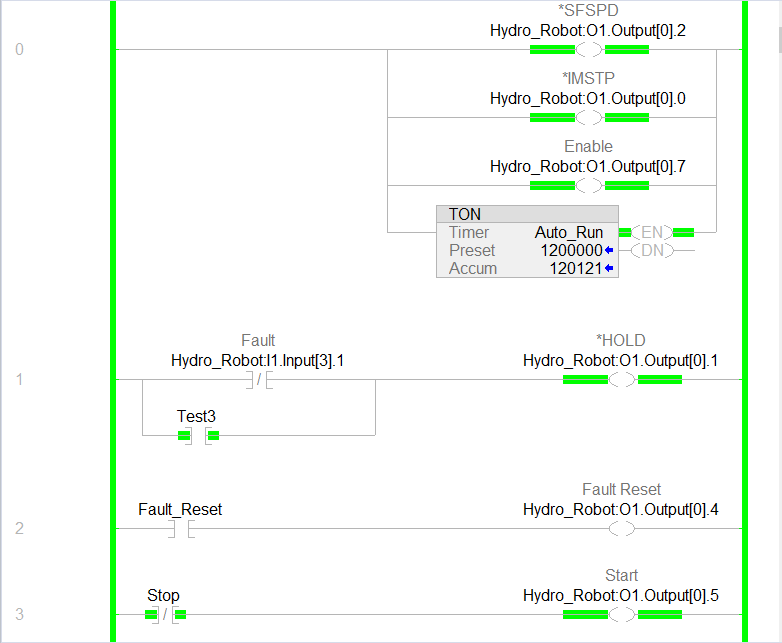 *SFSPD
Hydro_Robot:O1.Output[0].2
0
*IMSTP
Hydro_Robot:O1.Output[0].0
Enable
Hydro_Robot:O1.Output[0].7
TON
Timer Auto_Run EN
Preset 1200000 DN
Accum 120121
Fault
Hydro_Robot:I1.Input[3].1
*HOLD
Hydro_Robot:O1.Output[0].1
1
/
Test3
Fault Reset
Fault_Reset
Hydro_Robot:O1.Output[0].4
2
Start
Stop
Hydro_Robot:O1.Output[0].5
3
/